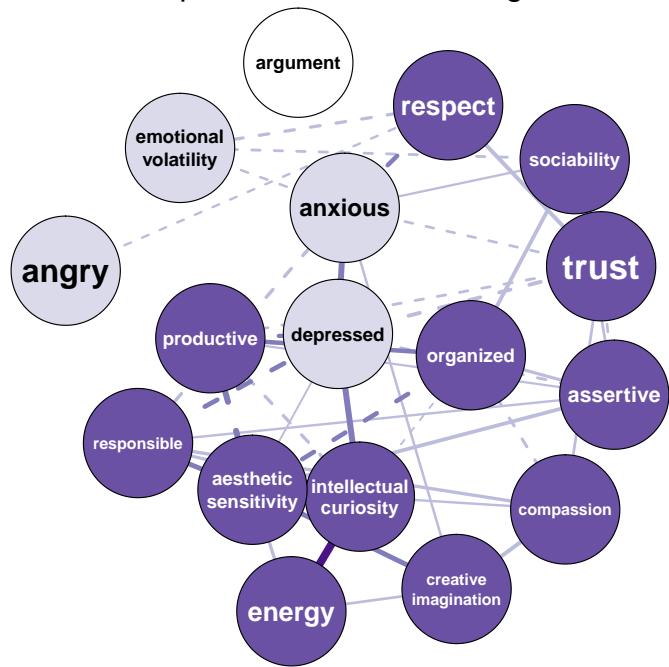 argument
respect
emotional
volatility
sociability
anxious
trust
angry
productive
depressed
organized
assertive
responsible
aesthetic
sensitivity
intellectual
curiosity
compassion
creative
imagination
energy